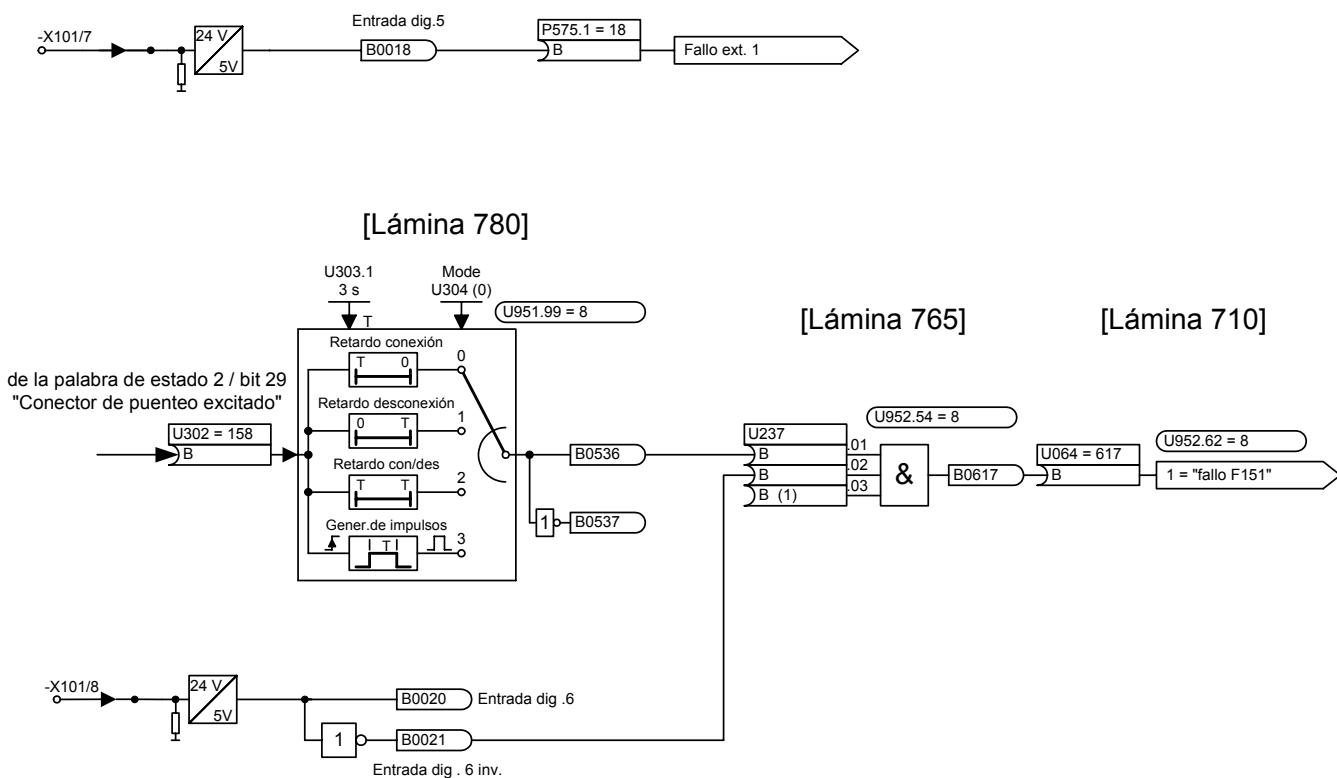 Entrada dig.5
-X101/7
24 V
5V
B0018
P575.1 = 18
B
Fallo ext. 1
[Lámina 780]
U303.1
3 s
Mode
U304 (0)
T
U951.99 = 8
[Lámina 765]
[Lámina 710]
Retardo conexión
T 0
0
de la palabra de estado 2 / bit 29
"Conector de puenteo excitado"
U302 = 158
B
Retardo desconexión
0 T
1
Retardo con/des
T T
2
Gener.de impulsos
T
3
B0536
1
B0537
U237
B
B
B (1)
.01
.02
.03
U952.54 = 8
&
B0617
U064 = 617
B
U952.62 = 8
1 = "fallo F151"
-X101/8
24 V
5V
B0020
Entrada dig .6
1
B0021
Entrada dig . 6 inv.